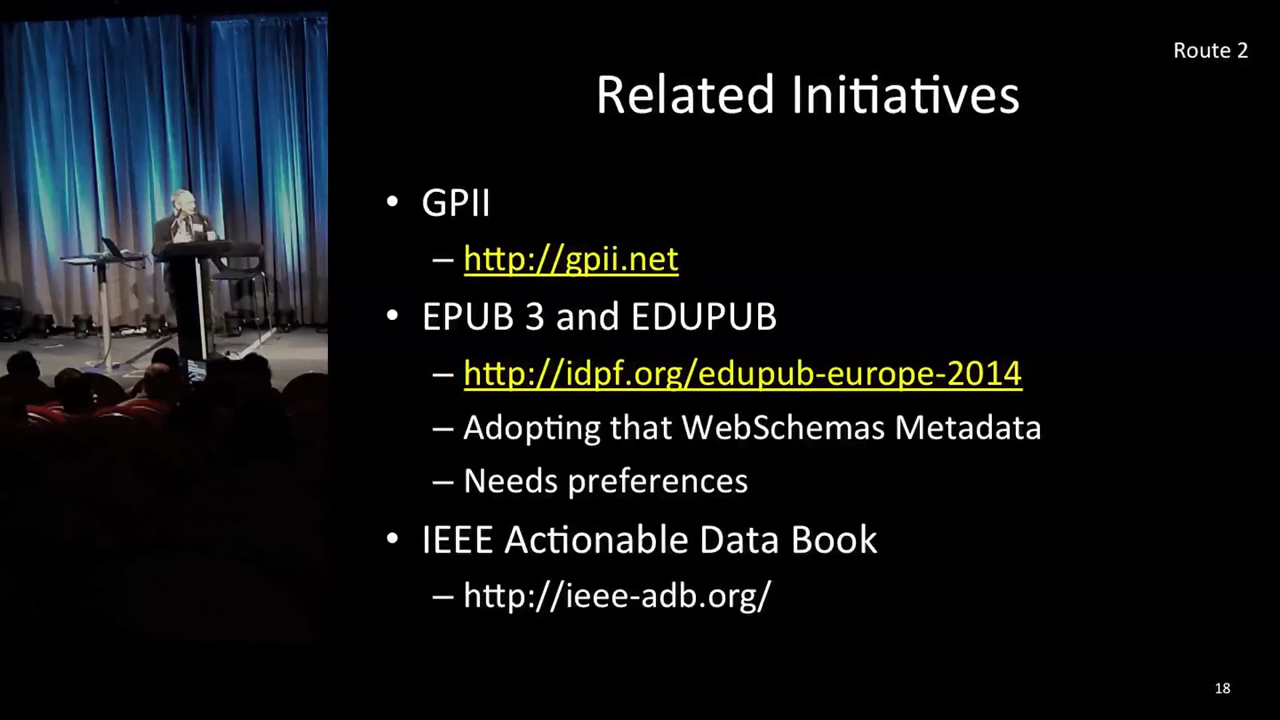 Route 2
Related Initiatives
• GPII
– http://gpii.net
• EPUB 3 and EDUPUB
– http://idpf.org/edupub-europe-2014
– Adopting that WebSchemas Metadata
– Needs preferences
• IEEE Actionable Data Book
– http://ieee-adb.org/
18